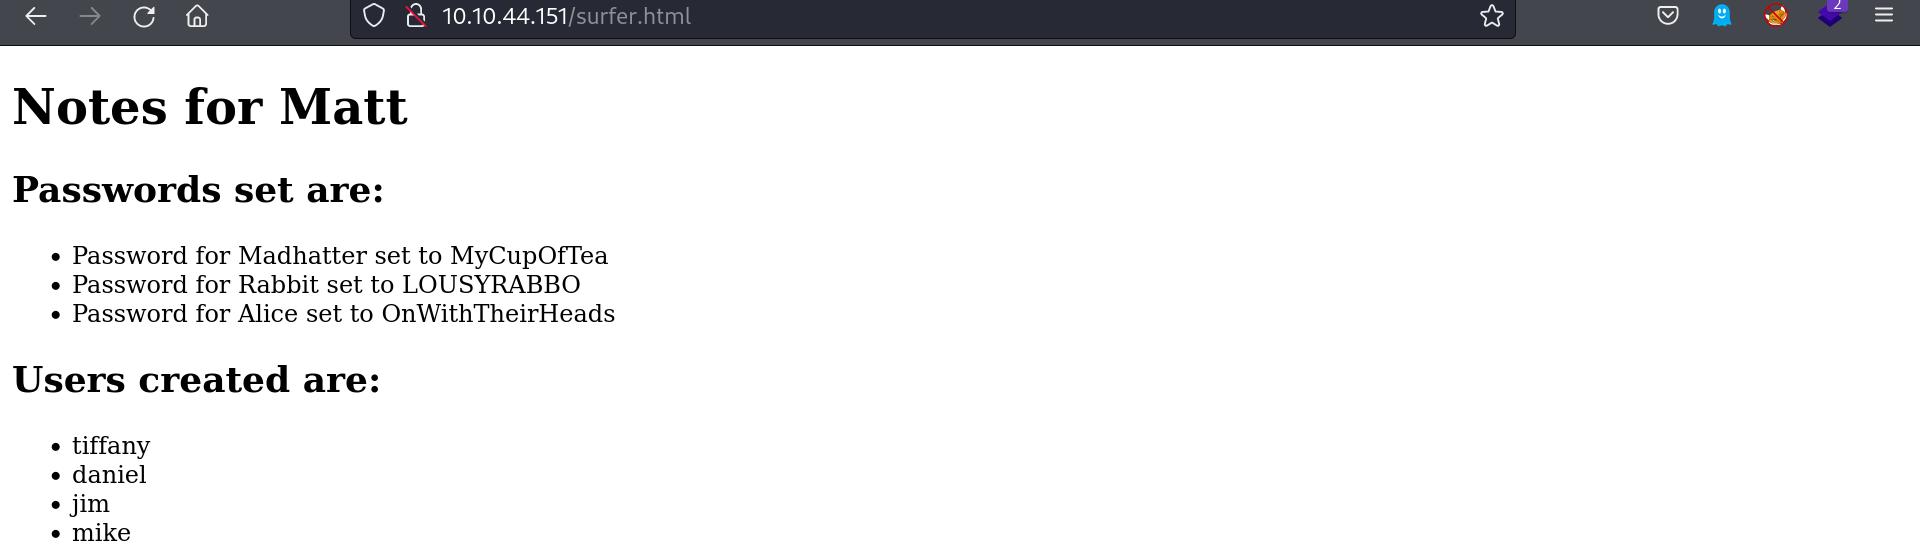 10.10.44.151/surfer.html
2
Notes for Matt
Passwords set are:
• Password for Madhatter set to MyCupOfTea
• Password for Rabbit set to LOUSYRABBO
• Password for Alice set to OnWithTheirHeads
Users created are:
• tiffany
• daniel
• jim
• mike